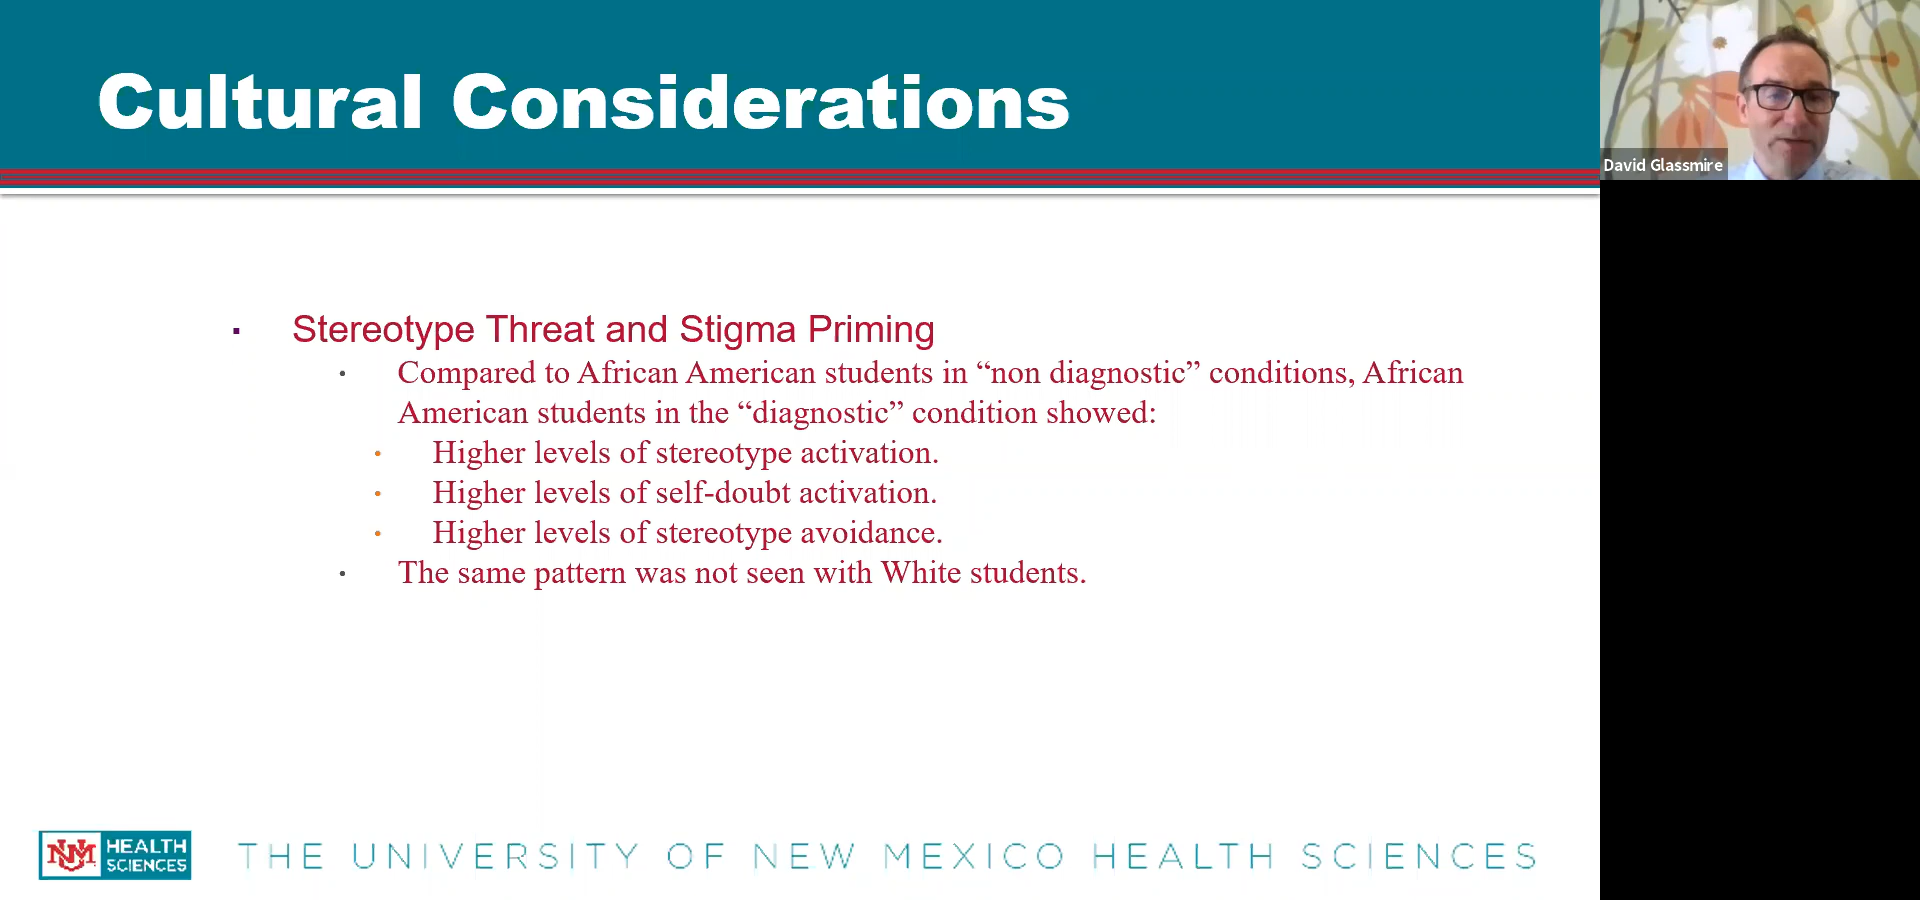 Cultural Considerations
David Glassmire
▪ Stereotype Threat and Stigma Priming
• Compared to African American students in “non diagnostic” conditions, African
American students in the “diagnostic” condition showed:
• Higher levels of stereotype activation.
• Higher levels of self-doubt activation.
• Higher levels of stereotype avoidance.
• The same pattern was not seen with White students.
UNM HEALTH
SCIENCES
THE UNIVERSITY OF NEW MEXICO HEALTH SCIENCES